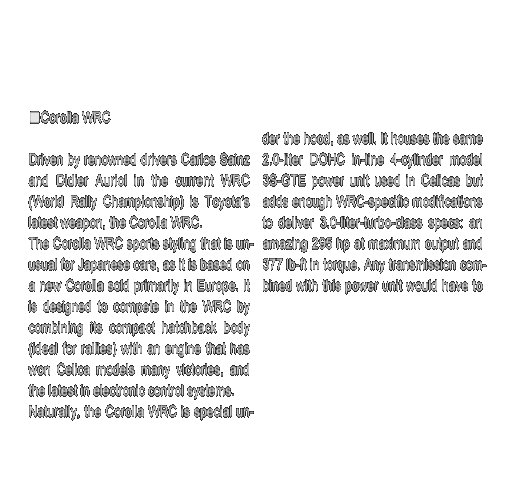 ■Corolla WRC
Driven by renowned drivers Carlos Sainz
and Didier Auriol in the current WRC
(World Rally Championship) is Toyota's
latest weapon, the Corolla WRC.
The Corolla WRC sports styling that is un-
usual for Japanese cars, as it is based on
a new Corolla sold primarily in Europe. It
is designed to compete in the WRC by
combining its compact hatchback body
(ideal for rallies) with an engine that has
won Celica models many victories, and
the latest in electronic control systems.
Naturally, the Corolla WRC is special un-
der the hood, as well. It houses the same
2.0-liter DOHC in-line 4-cylinder model
3S-GTE power unit used in Celicas but
adds enough WRC-specific modifications
to deliver 3.0-liter-turbo-class specs: an
amazing 295 hp at maximum output and
377 lb-ft in torque. Any transmission com-
bined with this power unit would have to